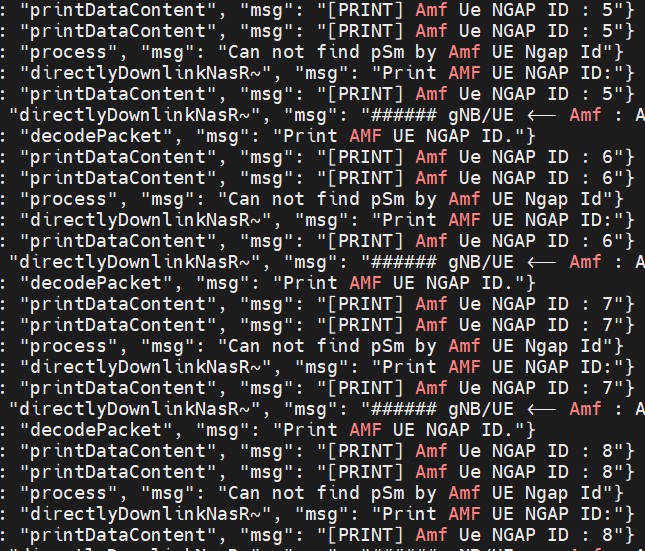 : "printDataContent", "msg": "[PRINT] Amf Ue NGAP ID : 5"}
: "printDataContent", "msg": "[PRINT] Amf Ue NGAP ID : 5"}
: "process", "msg": "Can not find pSm by Amf UE Ngap Id"}
: "directlyDownlinkNasR~", "msg": "Print AMF UE NGAP ID:"}
: "printDataContent", "msg": "[PRINT] Amf Ue NGAP ID : 5"}
"directlyDownlinkNasR~", "msg": "###### gNB/UE <-- Amf : A
: "decodePacket", "msg": "Print AMF UE NGAP ID."}
: "printDataContent", "msg": "[PRINT] Amf Ue NGAP ID : 6"}
: "printDataContent", "msg": "[PRINT] Amf Ue NGAP ID : 6"}
: "process", "msg": "Can not find pSm by Amf UE Ngap Id"}
: "directlyDownlinkNasR~", "msg": "Print AMF UE NGAP ID:"}
: "printDataContent", "msg": "[PRINT] Amf Ue NGAP ID : 6"}
"directlyDownlinkNasR~", "msg": "###### gNB/UE <-- Amf : A
: "decodePacket", "msg": "Print AMF UE NGAP ID."}
: "printDataContent", "msg": "[PRINT] Amf Ue NGAP ID : 7"}
: "printDataContent", "msg": "[PRINT] Amf Ue NGAP ID : 7"}
: "process", "msg": "Can not find pSm by Amf UE Ngap Id"}
: "directlyDownlinkNasR~", "msg": "Print AMF UE NGAP ID:"}
: "printDataContent", "msg": "[PRINT] Amf Ue NGAP ID : 7"}
"directlyDownlinkNasR~", "msg": "###### gNB/UE <-- Amf : A
: "decodePacket", "msg": "Print AMF UE NGAP ID."}
: "printDataContent", "msg": "[PRINT] Amf Ue NGAP ID : 8"}
: "printDataContent", "msg": "[PRINT] Amf Ue NGAP ID : 8"}
: "process", "msg": "Can not find pSm by Amf UE Ngap Id"}
: "directlyDownlinkNasR~", "msg": "Print AMF UE NGAP ID:"}
: "printDataContent", "msg": "[PRINT] Amf Ue NGAP ID : 8"}